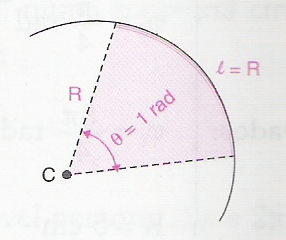 R
ℓ = R
θ = 1 rad
C